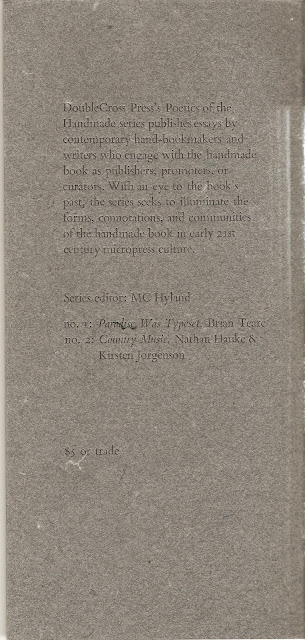 DoubleCross Press's Poetics of the
Handmade series publishes essays by
contemporary hand-bookmakers and
writers who engage with the handmade
book as publishers, promoters, or
curators. With an eye to the book's
past, the series seeks to illuminate the
forms, connotations, and communities
of the handmade book in early 21st
century micropress culture.
Series editor: MC Hyland
no. 1: Paradise Was Typeset, Brian Teare
no. 2: Country Music, Nathan Hauke &
Kirsten Jorgenson
$5 or trade